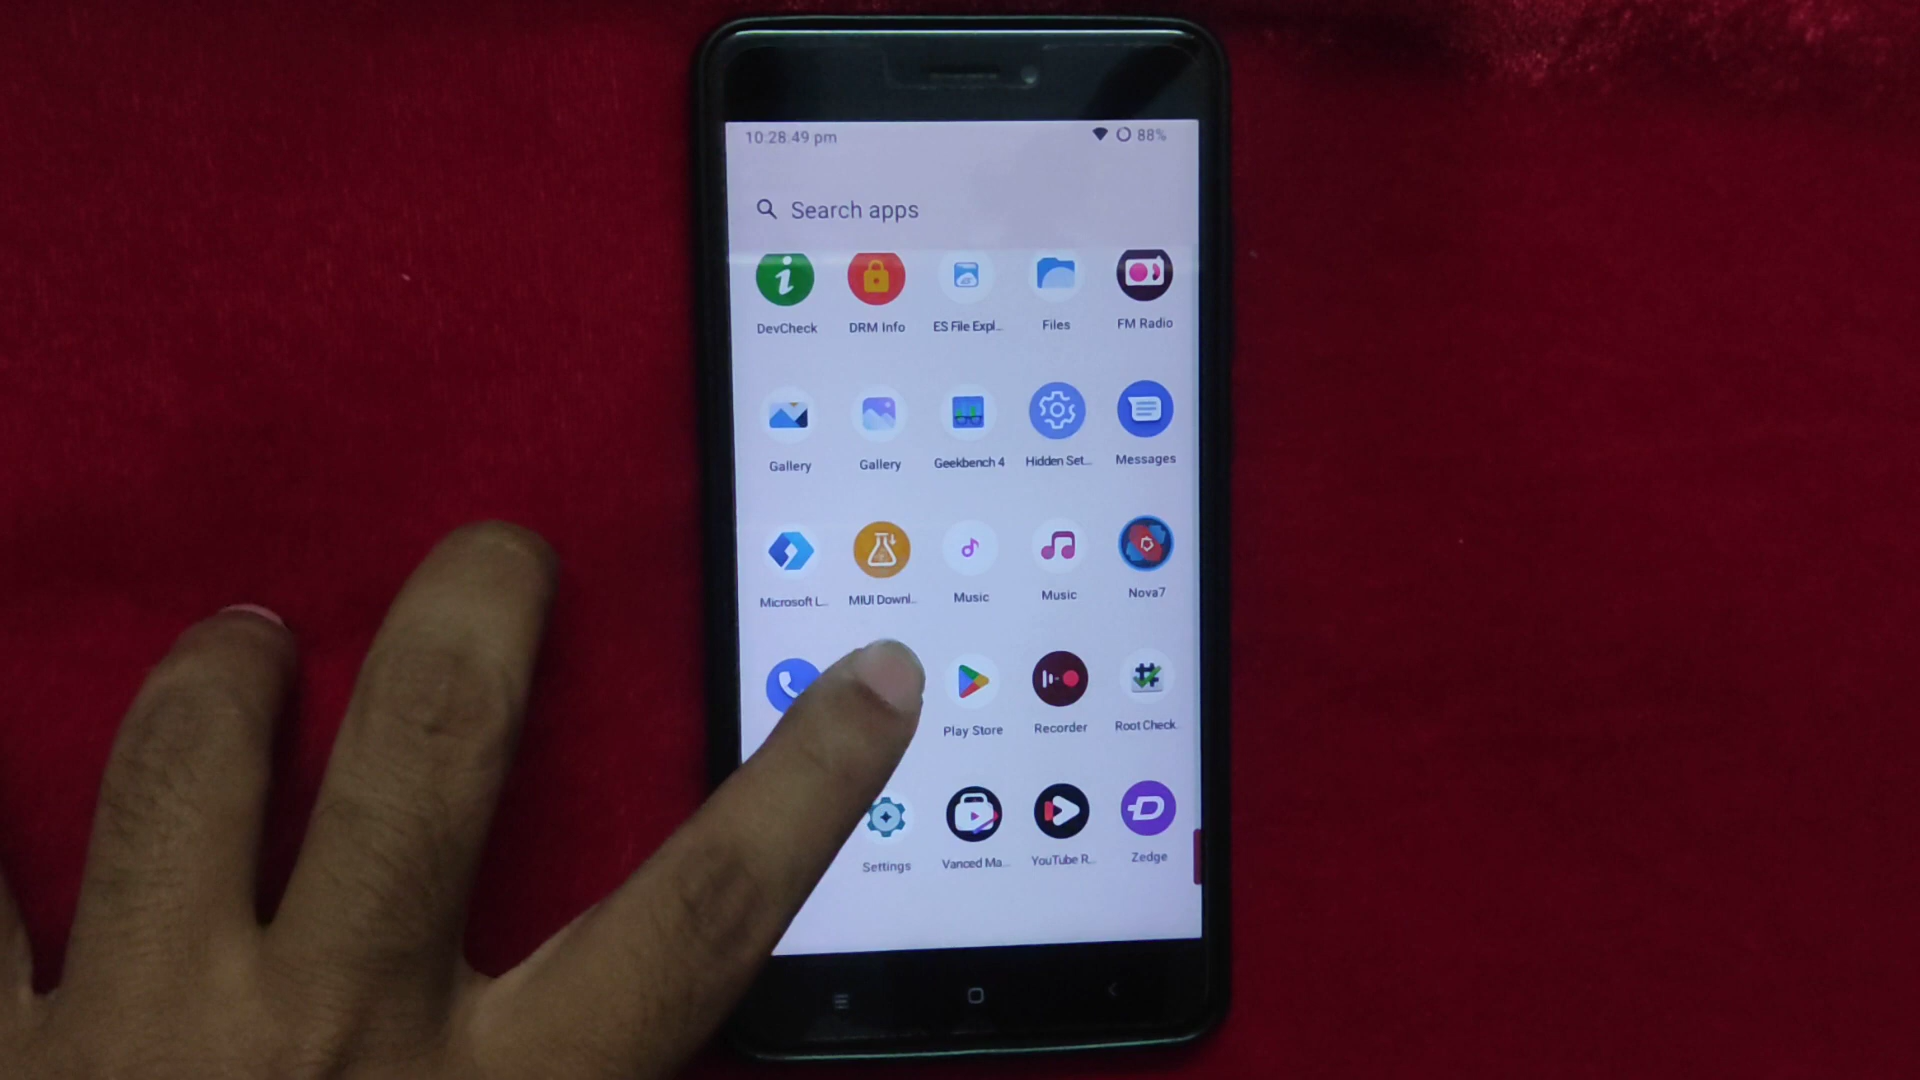 10:28:49 pm
88%
Search apps
DevCheck DRM Info ES File Expl... Files FM Radio
Gallery Gallery Geekbench 4 Hidden Set... Messages
Microsoft L... MIUI Downl... Music Music Nova7
Play Store Recorder Root Check
Settings Vanced Ma... YouTube R... Zedge